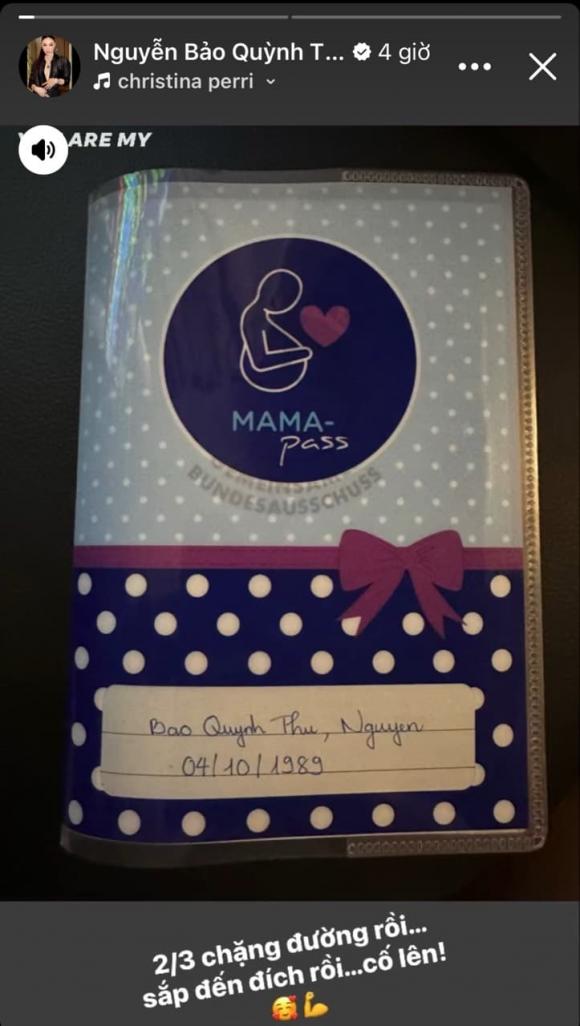 Nguyễn Bảo Quỳnh T... 4 giờ
christina perri
ARE MY
MAMA-
pass
GEMEINSAMER
BUNDESAUSSCHUSS
Bao Quynh Thu, Nguyen
04/10/1989
2/3 chặng đường rồi...
sắp đến đích rồi...cố lên!